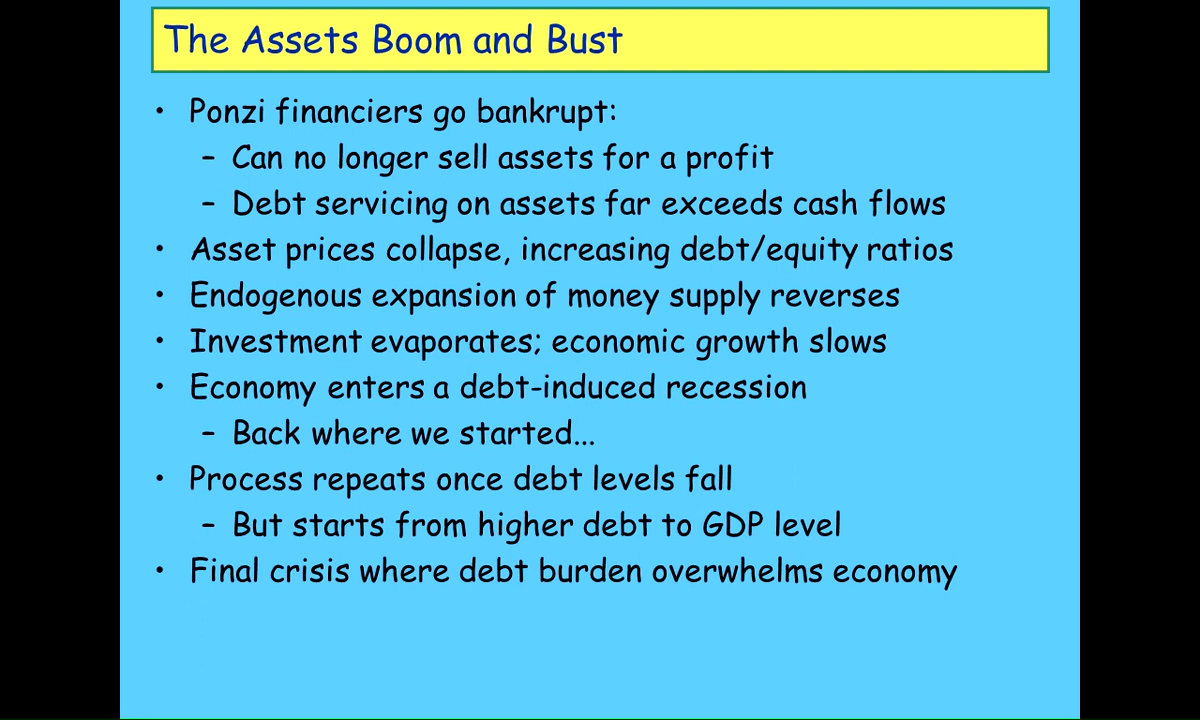 The Assets Boom and Bust
• Ponzi financiers go bankrupt:
– Can no longer sell assets for a profit
– Debt servicing on assets far exceeds cash flows
• Asset prices collapse, increasing debt/equity ratios
• Endogenous expansion of money supply reverses
• Investment evaporates; economic growth slows
• Economy enters a debt-induced recession
– Back where we started...
• Process repeats once debt levels fall
– But starts from higher debt to GDP level
• Final crisis where debt burden overwhelms economy